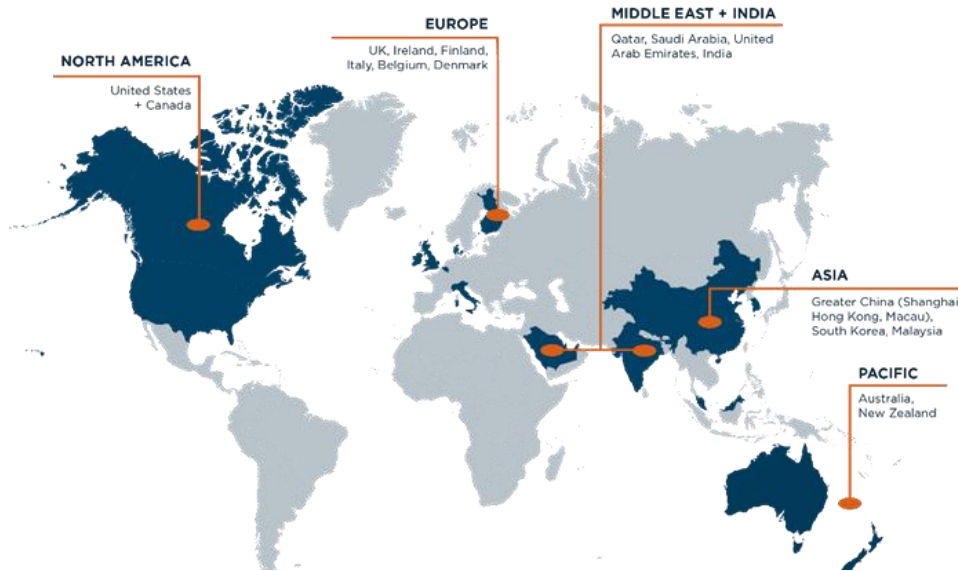 MIDDLE EAST + INDIA
Qatar, Saudi Arabia, United
Arab Emirates, India
EUROPE
UK, Ireland, Finland,
Italy, Belgium, Denmark
NORTH AMERICA
United States
+ Canada
ASIA
Greater China (Shanghai
Hong Kong, Macau),
South Korea, Malaysia
PACIFIC
Australia,
New Zealand